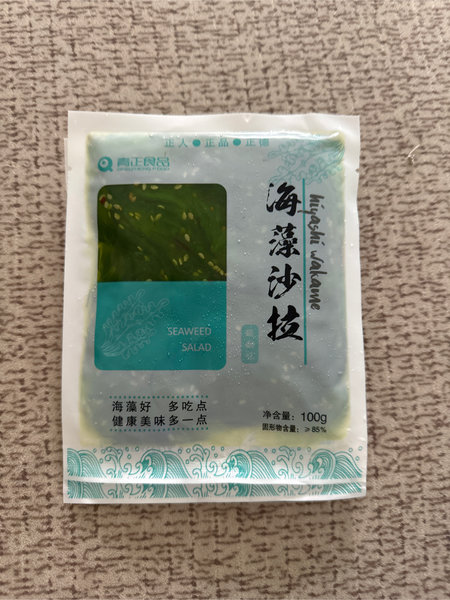 正人●正品●正德
青正食品
海藻沙拉
hiyashi wakame
SEAWEED
SALAD
海藻好 多吃点
健康美味多一点
净含量: 100g
固形物含量: ≥85%